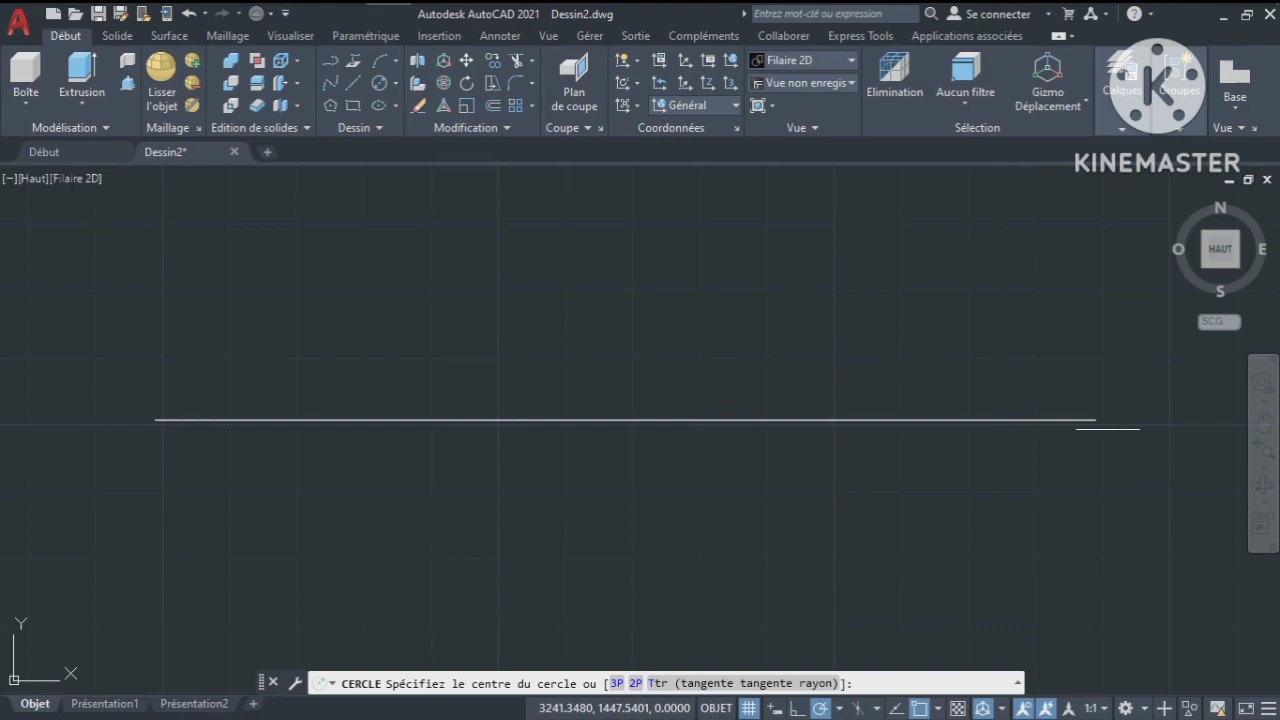 Autodesk AutoCAD 2021 Dessin2.dwg
Entrez mot-clé ou expression
Se connecter
Début Solide Surface Maillage Visualiser Paramétrique Insertion Annoter Vue Gérer Sortie Compléments Collaborer Express Tools Applications associées
Filaire 2D
Vue non enregis
Boîte Extrusion Lisser l'objet
Plan de coupe
Général
Elimination Aucun filtre Gizmo Déplacement
Calques Groupes Base
Modélisation Maillage Edition de solides Dessin Modification Coupe Coordonnées Vue Sélection Vue
K
KINEMASTER
Début Dessin2*
[−][Haut][Filaire 2D]
N
O HAUT E
S
SCG
Y
X
CERCLE Spécifiez le centre du cercle ou [3P 2P Ttr (tangente tangente rayon)]:
Objet Présentation1 Présentation2 3241.3480, 1447.5401, 0.0000 OBJET 1:1